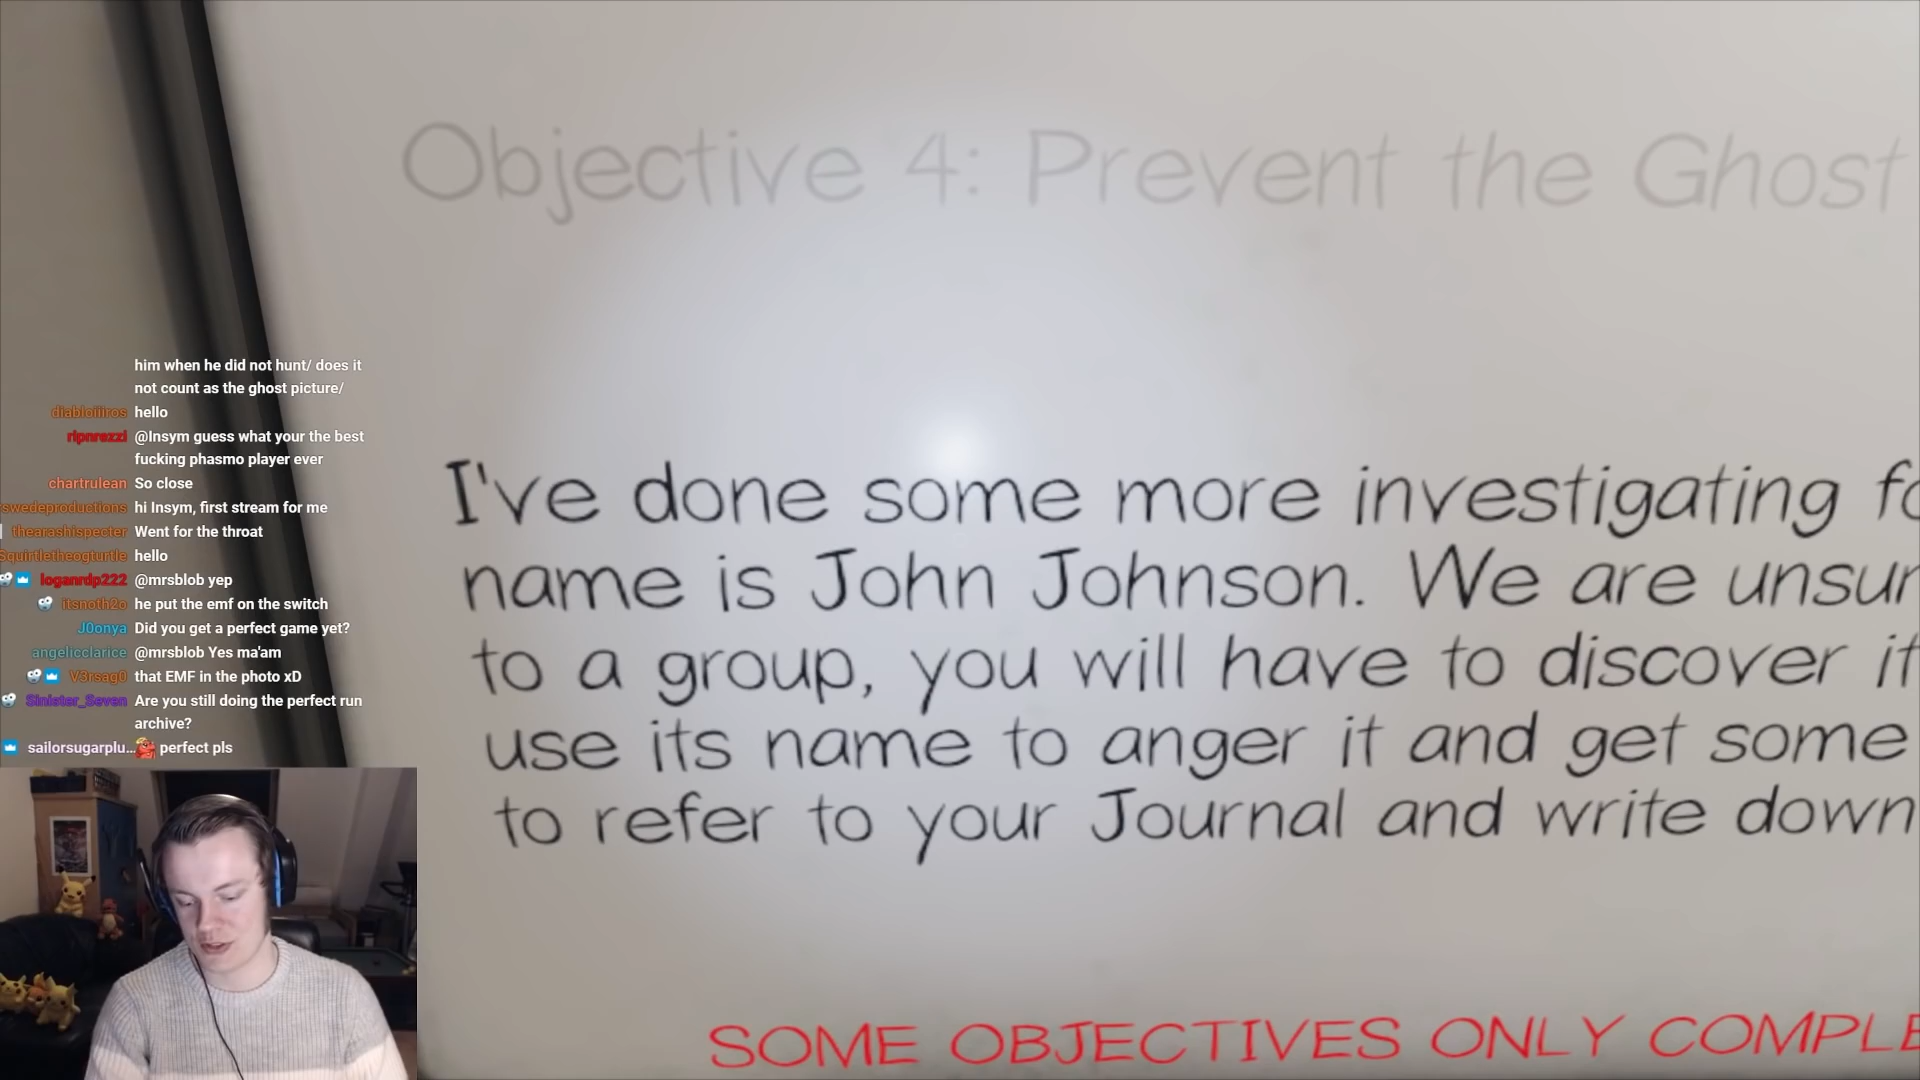 Objective 4: Prevent the Ghost
I've done some more investigating
name is John Johnson. We are
to a group, you will have to discover
use its name to anger it and get some
to refer to your Journal and write down
SOME OBJECTIVES ONLY
him when he did not hunt/ does it
not count as the ghost picture/
diabloiiiros hello
ripnrezzi @Insym guess what your the best
fucking phasmo player ever
chartrulean So close
rswedeproductions hi Insym, first stream for me
thearashispecter Went for the throat
Squirtletheogturtle hello
loganrdp222 @mrsblob yep
itsnoth2o he put the emf on the switch
J0onya Did you get a perfect game yet?
angelicclarice @mrsblob Yes ma'am
V3rsag0 that EMF in the photo xD
Sinister_Seven Are you still doing the perfect run
archive?
sailorsugarplu... perfect pls